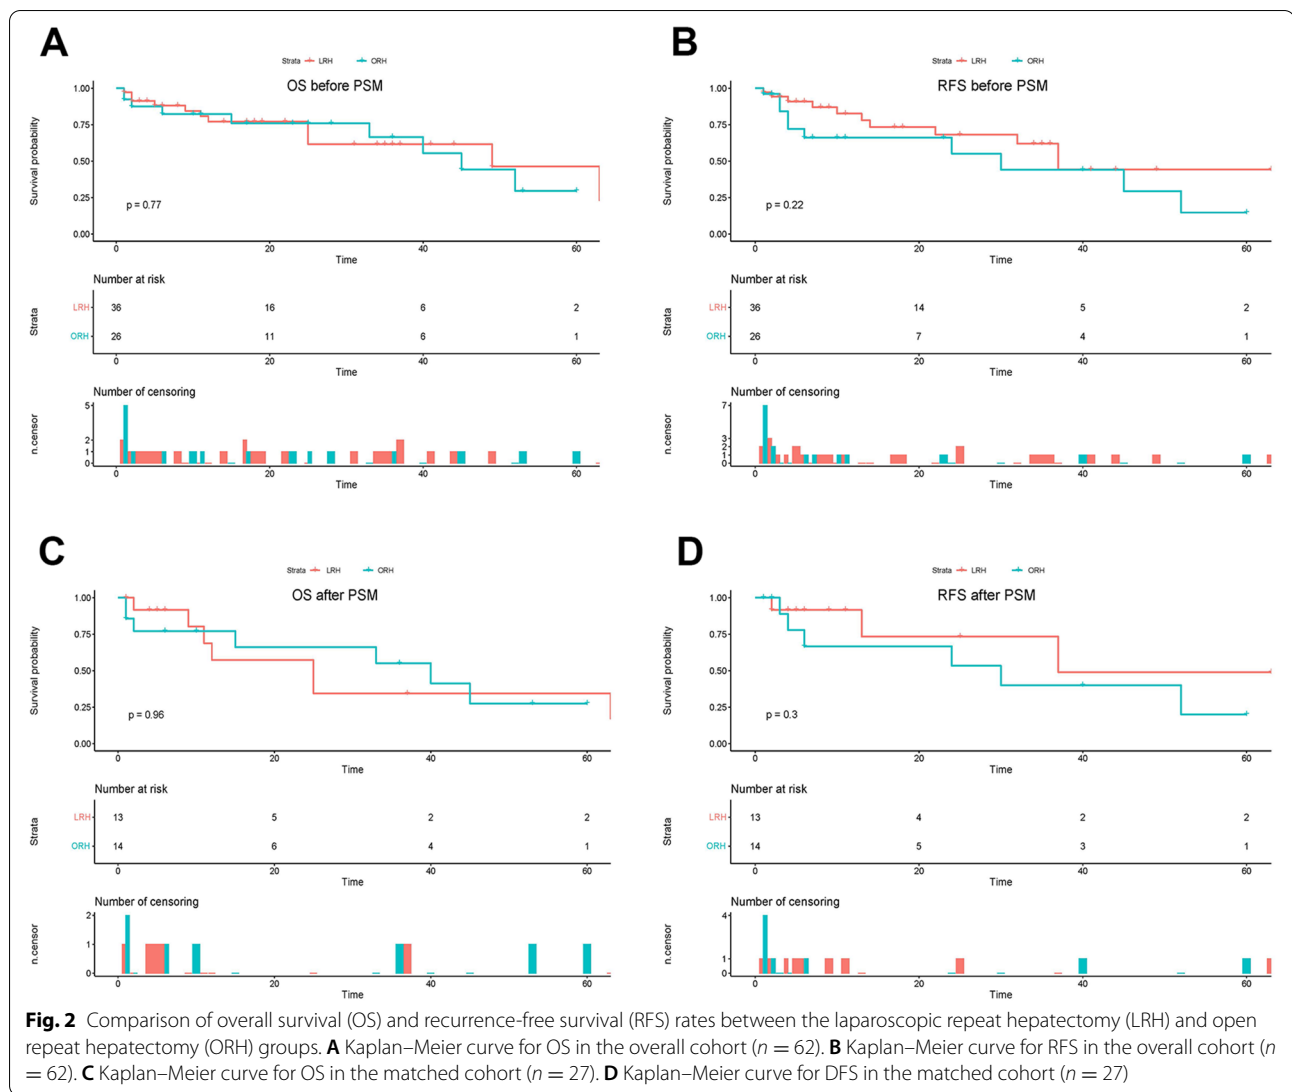 A
Strata LRH ORH
OS before PSM
Survival probability
1.00
0.75
0.50
0.25
0.00
p = 0.77
0 20 40 60
Time
Number at risk
Strata
LRH 36 16 6 2
ORH 26 11 6 1
0 20 40 60
Time
Number of censoring
n.censor
5
2
1
0
0 20 40 60
Time
B
Strata LRH ORH
RFS before PSM
Survival probability
1.00
0.75
0.50
0.25
0.00
p = 0.22
0 20 40 60
Time
Number at risk
Strata
LRH 36 14 5 2
ORH 26 7 4 1
0 20 40 60
Time
Number of censoring
n.censor
7
3
2
1
0
0 20 40 60
Time
C
Strata LRH ORH
OS after PSM
Survival probability
1.00
0.75
0.50
0.25
0.00
p = 0.96
0 20 40 60
Time
Number at risk
Strata
LRH 13 5 2 2
ORH 14 6 4 1
0 20 40 60
Time
Number of censoring
n.censor
2
1
0
0 20 40 60
Time
D
Strata LRH ORH
RFS after PSM
Survival probability
1.00
0.75
0.50
0.25
0.00
p = 0.3
0 20 40 60
Time
Number at risk
Strata
LRH 13 4 2 2
ORH 14 5 3 1
0 20 40 60
Time
Number of censoring
n.censor
4
1
0
0 20 40 60
Time
Fig. 2 Comparison of overall survival (OS) and recurrence-free survival (RFS) rates between the laparoscopic repeat hepatectomy (LRH) and open
repeat hepatectomy (ORH) groups. A Kaplan–Meier curve for OS in the overall cohort (n = 62). B Kaplan–Meier curve for RFS in the overall cohort (n
= 62). C Kaplan–Meier curve for OS in the matched cohort (n = 27). D Kaplan–Meier curve for DFS in the matched cohort (n = 27)